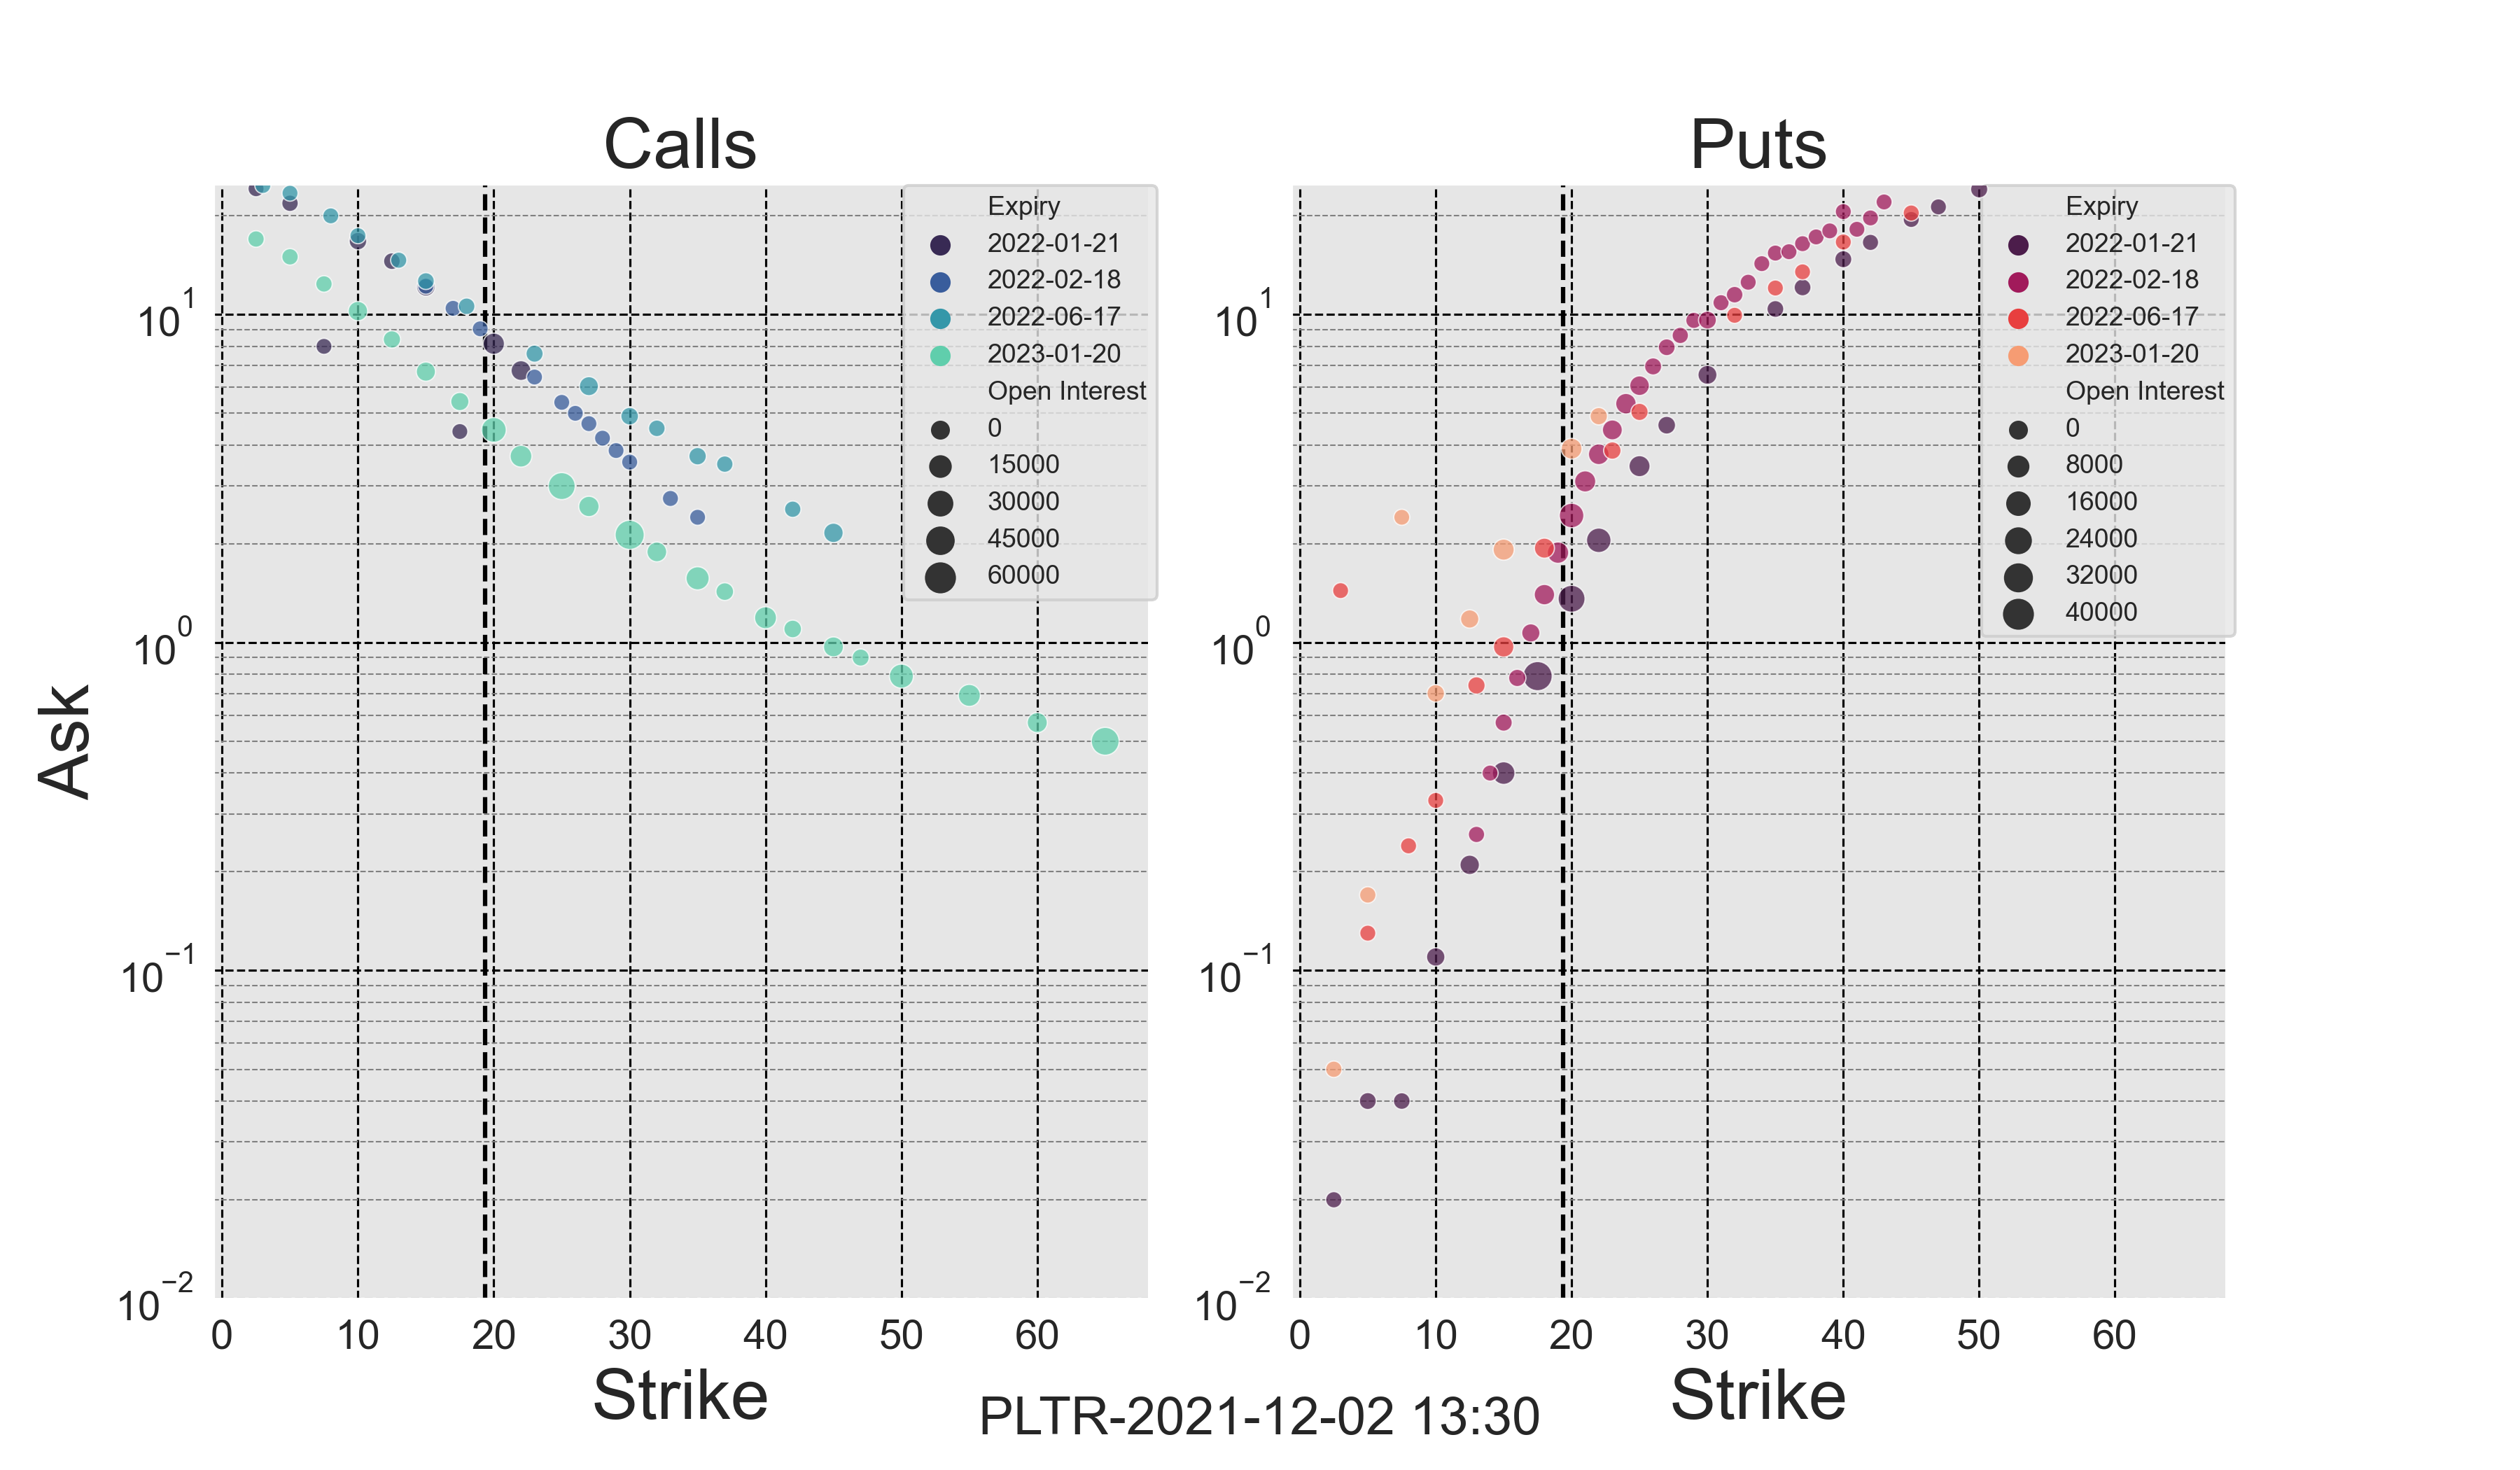 Calls
Puts
Ask
10^1
10^0
10^−1
10^−2
0 10 20 30 40 50 60
Strike
Expiry
2022-01-21
2022-02-18
2022-06-17
2023-01-20
Open Interest
0
15000
30000
45000
60000
10^1
10^0
10^−1
10^−2
0 10 20 30 40 50 60
Strike
Expiry
2022-01-21
2022-02-18
2022-06-17
2023-01-20
Open Interest
0
8000
16000
24000
32000
40000
PLTR-2021-12-02 13:30